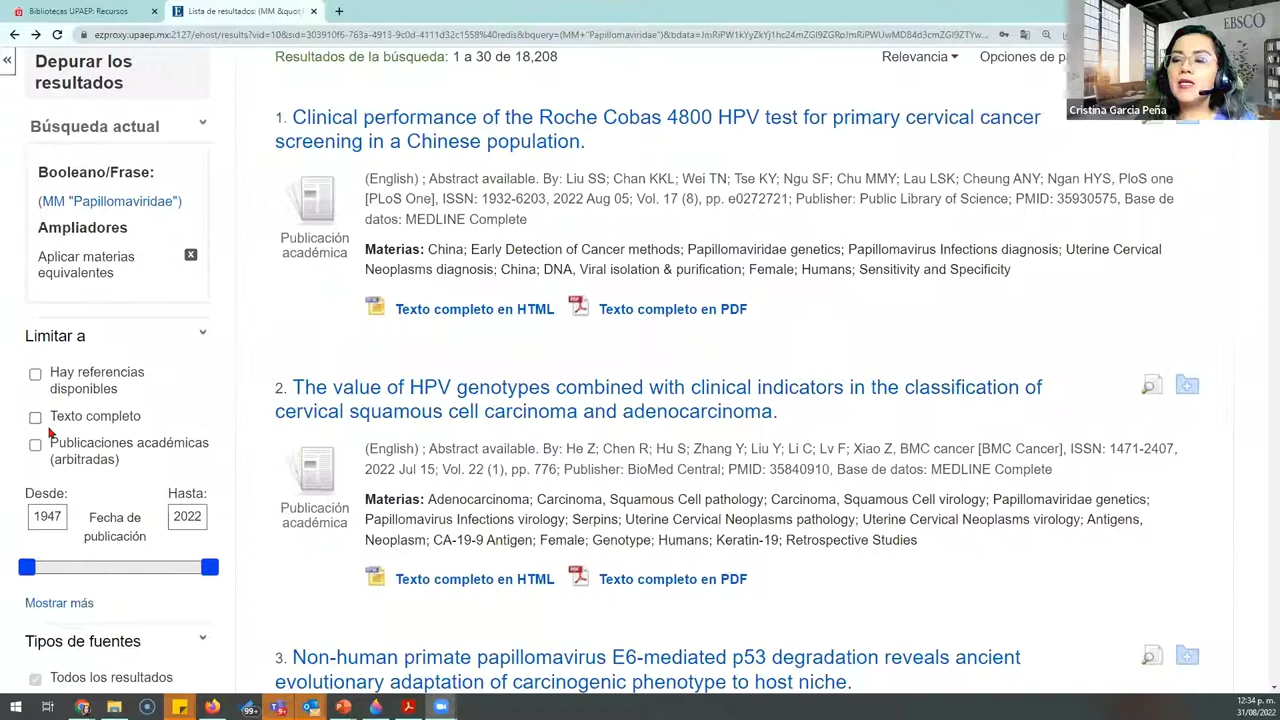 Bibliotecas UPAEP: Recursos
Lista de resultados: (MM &quot
ezproxy.upaep.mx:2127/ehost/results?vid=10&sid=303910f6-763a-4913-9c0d-4111d32c1558%40redis&bquery=(MM+"Papillomaviridae")&bdata=JmRiPW1kYyZkYj1hc24mZGI9ZGRoJmRiPWUwMDB4d3cmZGI9ZTYw...
EBSCO
Cristina Garcia Peña
Depurar los
resultados
Búsqueda actual
Booleano/Frase:
(MM "Papillomaviridae")
Ampliadores
Aplicar materias
equivalentes
Limitar a
Hay referencias
disponibles
Texto completo
Publicaciones académicas
(arbitradas)
Desde:
Hasta:
1947
Fecha de
publicación
2022
Mostrar más
Tipos de fuentes
Todos los resultados
Resultados de la búsqueda: 1 a 30 de 18,208
Relevancia
Opciones de
1. Clinical performance of the Roche Cobas 4800 HPV test for primary cervical cancer
screening in a Chinese population.
Publicación
académica
(English) ; Abstract available. By: Liu SS; Chan KKL; Wei TN; Tse KY; Ngu SF; Chu MMY; Lau LSK; Cheung ANY; Ngan HYS, PloS one
[PLoS One], ISSN: 1932-6203, 2022 Aug 05; Vol. 17 (8), pp. e0272721; Publisher: Public Library of Science; PMID: 35930575, Base de
datos: MEDLINE Complete
Materias: China; Early Detection of Cancer methods; Papillomaviridae genetics; Papillomavirus Infections diagnosis; Uterine Cervical
Neoplasms diagnosis; China; DNA, Viral isolation & purification; Female; Humans; Sensitivity and Specificity
Texto completo en HTML
Texto completo en PDF
2. The value of HPV genotypes combined with clinical indicators in the classification of
cervical squamous cell carcinoma and adenocarcinoma.
Publicación
académica
(English) ; Abstract available. By: He Z; Chen R; Hu S; Zhang Y; Liu Y; Li C; Lv F; Xiao Z, BMC cancer [BMC Cancer], ISSN: 1471-2407,
2022 Jul 15; Vol. 22 (1), pp. 776; Publisher: BioMed Central; PMID: 35840910, Base de datos: MEDLINE Complete
Materias: Adenocarcinoma; Carcinoma, Squamous Cell pathology; Carcinoma, Squamous Cell virology; Papillomaviridae genetics;
Papillomavirus Infections virology; Serpins; Uterine Cervical Neoplasms pathology; Uterine Cervical Neoplasms virology; Antigens,
Neoplasm; CA-19-9 Antigen; Female; Genotype; Humans; Keratin-19; Retrospective Studies
Texto completo en HTML
Texto completo en PDF
3. Non-human primate papillomavirus E6-mediated p53 degradation reveals ancient
evolutionary adaptation of carcinogenic phenotype to host niche.
99+
12:34 p. m.
31/08/2022